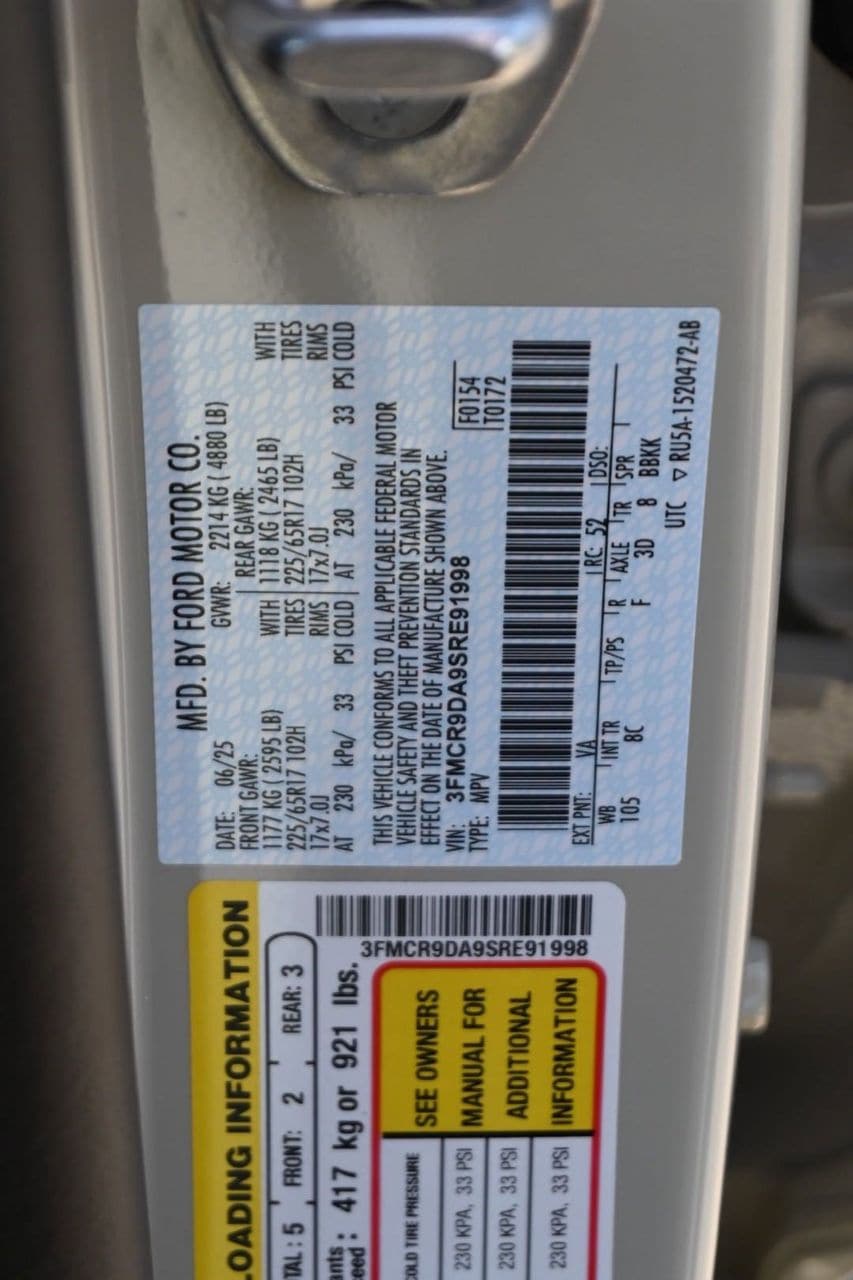 MFD. BY FORD MOTOR CO.
DATE: 06/25 GVWR: 2214 KG ( 4880 LB)
FRONT GAWR: REAR GAWR:
1177 KG ( 2595 LB) WITH 1118 KG ( 2465 LB) WITH
225/65R17 102H TIRES 225/65R17 102H TIRES
17x7.0J RIMS 17x7.0J RIMS
AT 230 kPa/ 33 PSI COLD AT 230 kPa/ 33 PSI COLD
THIS VEHICLE CONFORMS TO ALL APPLICABLE FEDERAL MOTOR
VEHICLE SAFETY AND THEFT PREVENTION STANDARDS IN
EFFECT ON THE DATE OF MANUFACTURE SHOWN ABOVE.
VIN: 3FMCR9DA9SRE91998 F0154
TYPE: MPV T0172
EXT PNT: VA RC: 52 DSO:
WB INT TR TP/PS R AXLE TR SPR
105 8C F 3D 8 BBKK
UTC ▽ RU5A-1520472-AB
LOADING INFORMATION
TAL : 5 FRONT: 2 REAR: 3
ants
eed : 417 kg or 921 lbs.
3FMCR9DA9SRE91998
COLD TIRE PRESSURE
230 KPA, 33 PSI
230 KPA, 33 PSI
230 KPA, 33 PSI
SEE OWNERS
MANUAL FOR
ADDITIONAL
INFORMATION